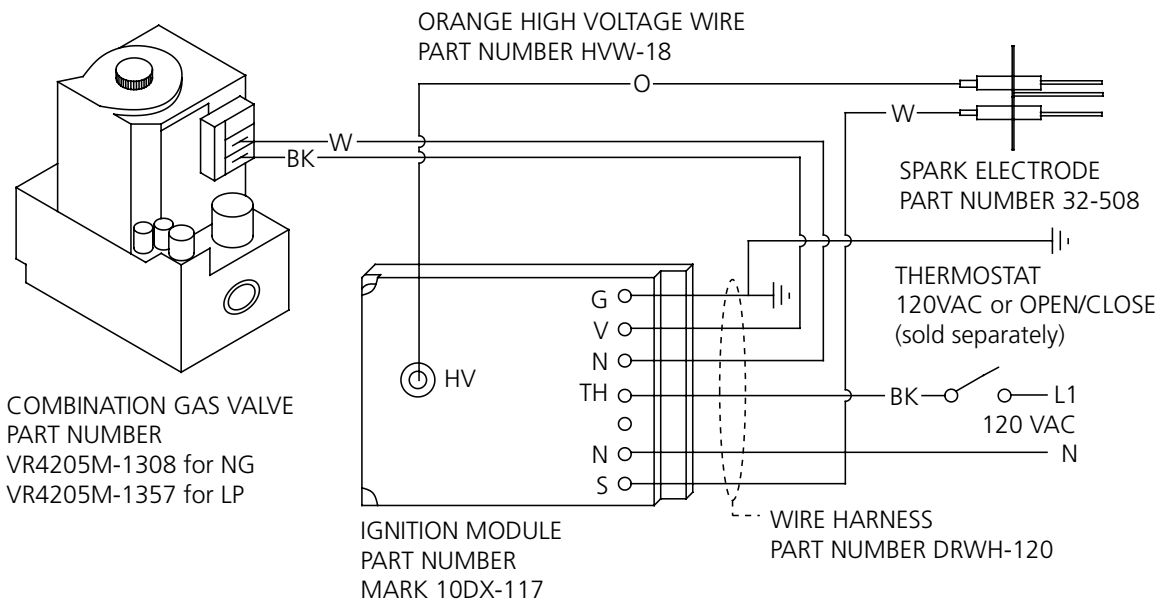 ORANGE HIGH VOLTAGE WIRE
PART NUMBER HVW-18
O
W
BK
W
SPARK ELECTRODE
PART NUMBER 32-508
THERMOSTAT
120VAC or OPEN/CLOSE
(sold separately)
G
V
N
TH
N
S
HV
BK
L1
120 VAC
N
COMBINATION GAS VALVE
PART NUMBER
VR4205M-1308 for NG
VR4205M-1357 for LP
IGNITION MODULE
PART NUMBER
MARK 10DX-117
WIRE HARNESS
PART NUMBER DRWH-120